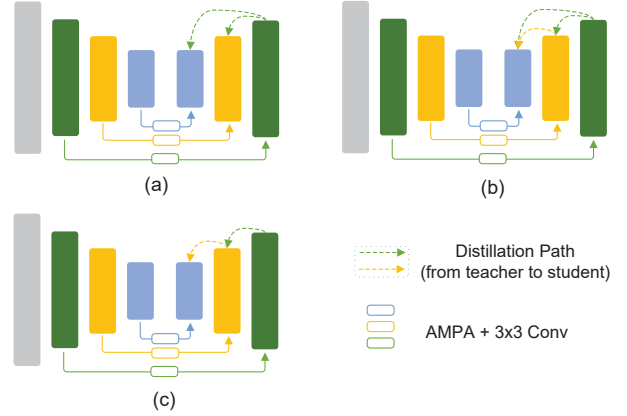 (a)
(b)
(c)
Distillation Path
(from teacher to student)
AMPA + 3x3 Conv